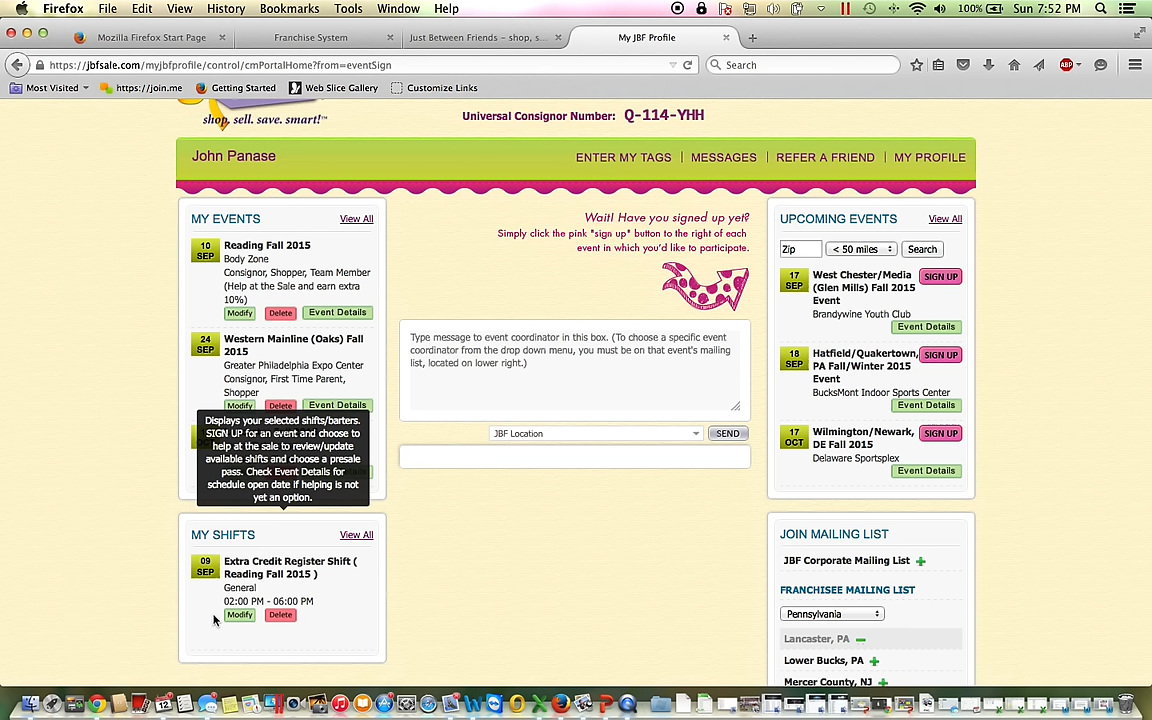 Firefox File Edit View History Bookmarks Tools Window Help
100% Sun 7:52 PM
Mozilla Firefox Start Page
Franchise System
Just Between Friends – shop, s...
My JBF Profile
https://jbfsale.com/myjbfprofile/control/cmPortalHome?from=eventSign
Search
ABP
Most Visited
https://join.me
Getting Started
Web Slice Gallery
Customize Links
shop. sell. save. smart!™
Universal Consignor Number: Q-114-YHH
John Panase
ENTER MY TAGS | MESSAGES | REFER A FRIEND | MY PROFILE
MY EVENTS View All
10 SEP
Reading Fall 2015
Body Zone
Consignor, Shopper, Team Member
(Help at the Sale and earn extra
10%)
Modify Delete Event Details
24 SEP
Western Mainline (Oaks) Fall
2015
Greater Philadelphia Expo Center
Consignor, First Time Parent,
Shopper
Modify Delete Event Details
Displays your selected shifts/barters.
SIGN UP for an event and choose to
help at the sale to review/update
available shifts and choose a presale
pass. Check Event Details for
schedule open date if helping is not
yet an option.
MY SHIFTS View All
09 SEP
Extra Credit Register Shift (
Reading Fall 2015 )
General
02:00 PM - 06:00 PM
Modify Delete
Wait! Have you signed up yet?
Simply click the pink "sign up" button to the right of each
event in which you'd like to participate.
Type message to event coordinator in this box. (To choose a specific event
coordinator from the drop down menu, you must be on that event's mailing
list, located on lower right.)
JBF Location
SEND
UPCOMING EVENTS View All
Zip < 50 miles Search
17 SEP
West Chester/Media
(Glen Mills) Fall 2015
Event
SIGN UP
Brandywine Youth Club
Event Details
18 SEP
Hatfield/Quakertown,
PA Fall/Winter 2015
Event
SIGN UP
BucksMont Indoor Sports Center
Event Details
17 OCT
Wilmington/Newark,
DE Fall 2015
SIGN UP
Delaware Sportsplex
Event Details
JOIN MAILING LIST
JBF Corporate Mailing List
FRANCHISEE MAILING LIST
Pennsylvania
Lancaster, PA
Lower Bucks, PA
Mercer County, NJ